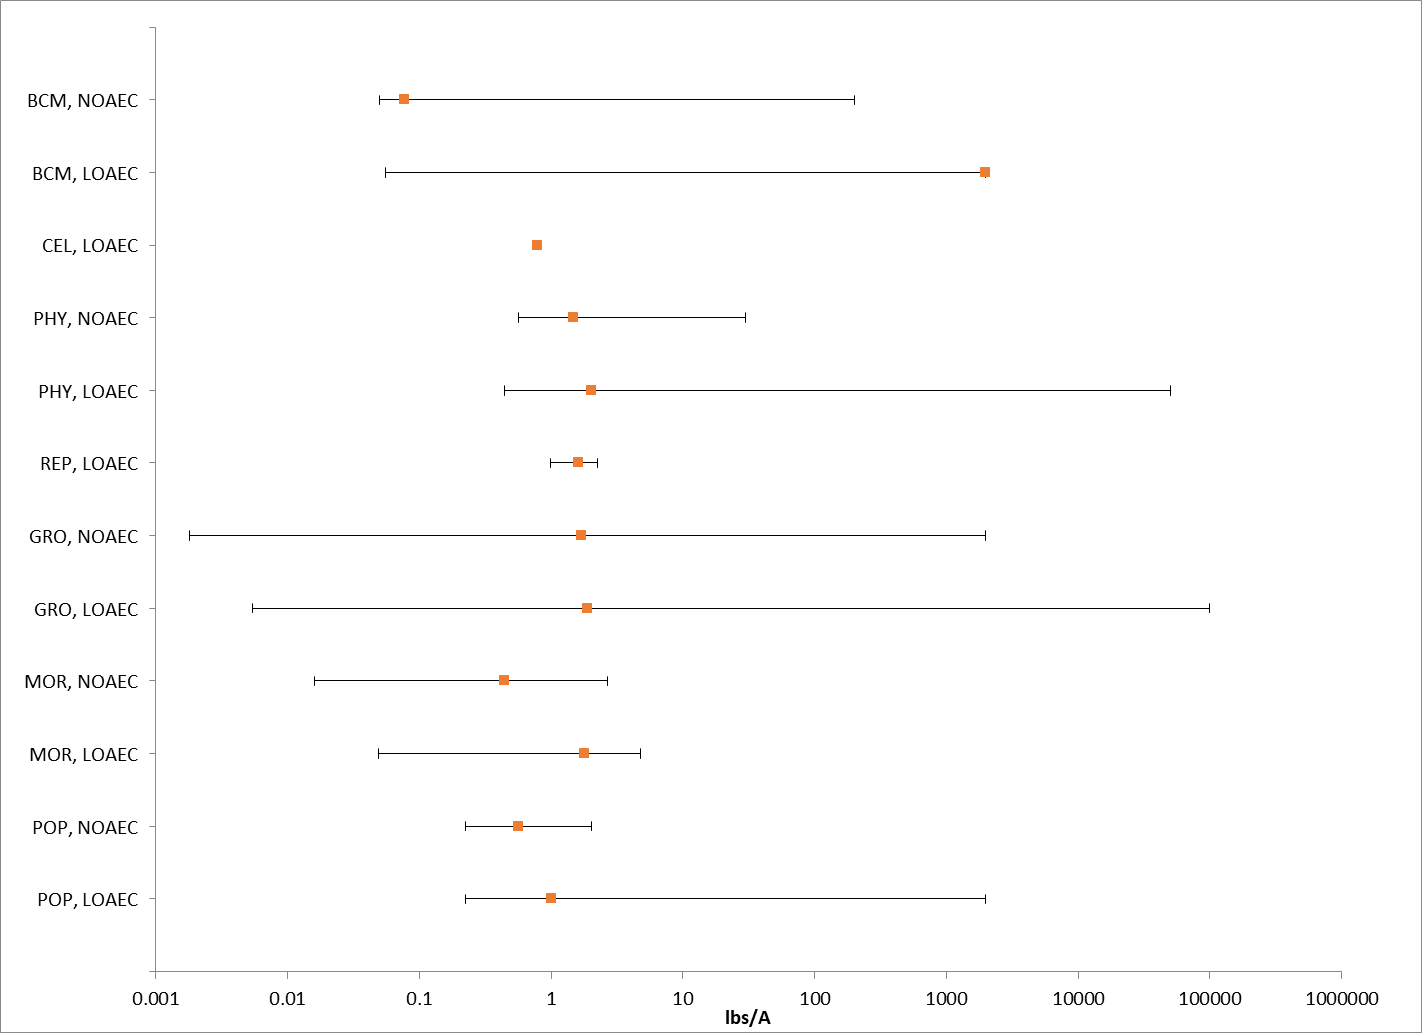 BCM, NOAEC
BCM, LOAEC
CEL, LOAEC
PHY, NOAEC
PHY, LOAEC
REP, LOAEC
GRO, NOAEC
GRO, LOAEC
MOR, NOAEC
MOR, LOAEC
POP, NOAEC
POP, LOAEC
0.001 0.01 0.1 1 10 100 1000 10000 100000 1000000
lbs/A